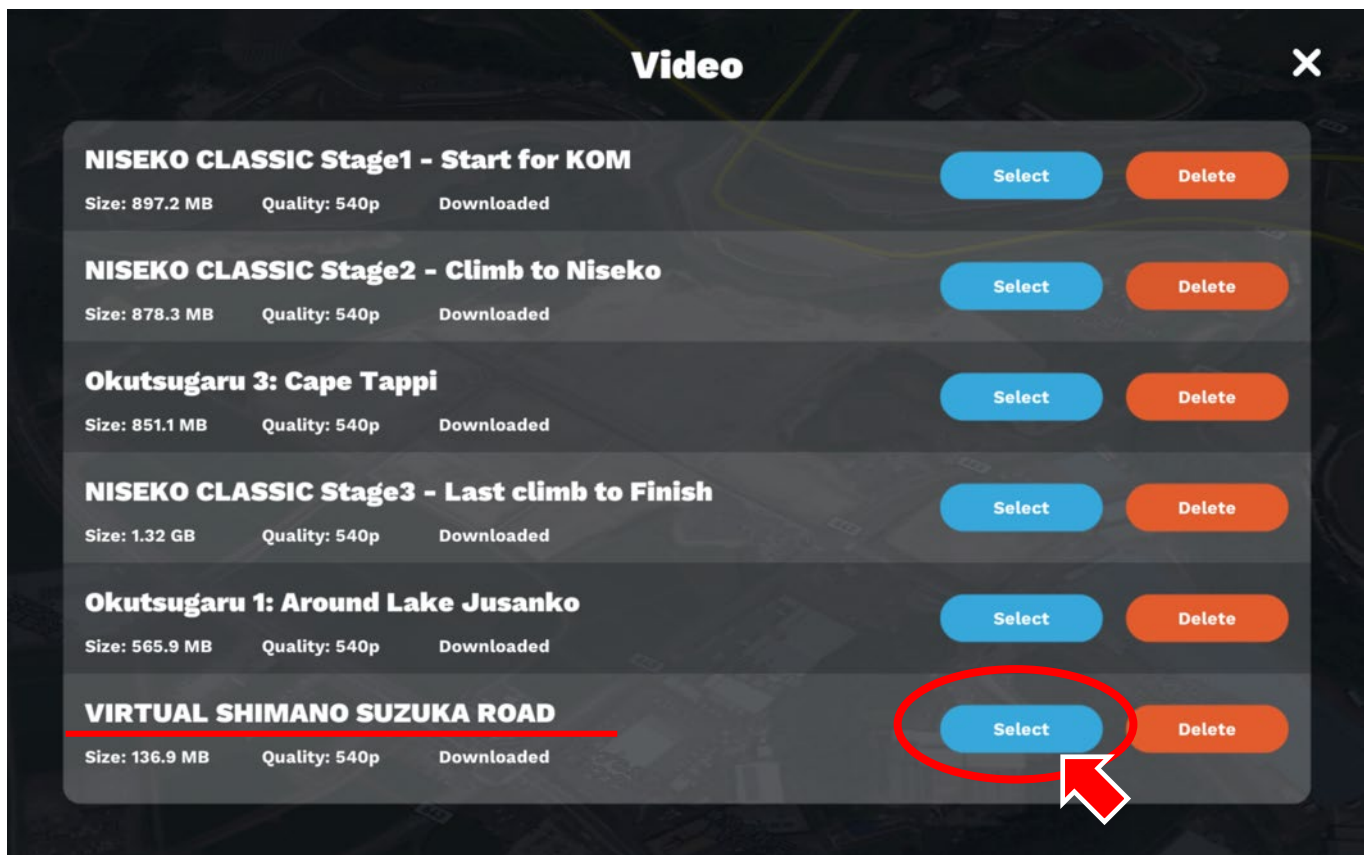 Video
NISEKO CLASSIC Stage1 - Start for KOM
Size: 897.2 MB Quality: 540p Downloaded
Select Delete
NISEKO CLASSIC Stage2 - Climb to Niseko
Size: 878.3 MB Quality: 540p Downloaded
Select Delete
Okutsugaru 3: Cape Tappi
Size: 851.1 MB Quality: 540p Downloaded
Select Delete
NISEKO CLASSIC Stage3 - Last climb to Finish
Size: 1.32 GB Quality: 540p Downloaded
Select Delete
Okutsugaru 1: Around Lake Jusanko
Size: 565.9 MB Quality: 540p Downloaded
Select Delete
VIRTUAL SHIMANO SUZUKA ROAD
Size: 136.9 MB Quality: 540p Downloaded
Select Delete